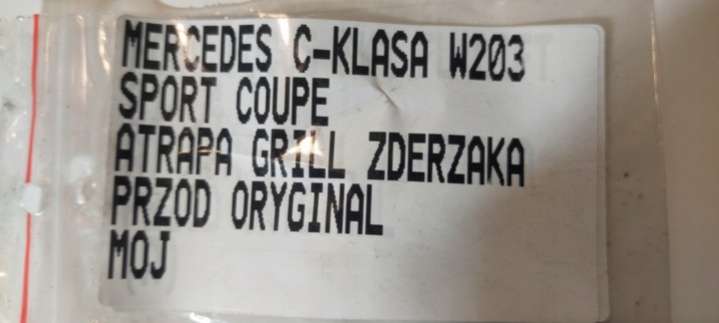 MERCEDES C-KLASA W203
SPORT COUPE
ATRAPA GRILL ZDERZAKA
PRZOD ORYGINAL
MOJ